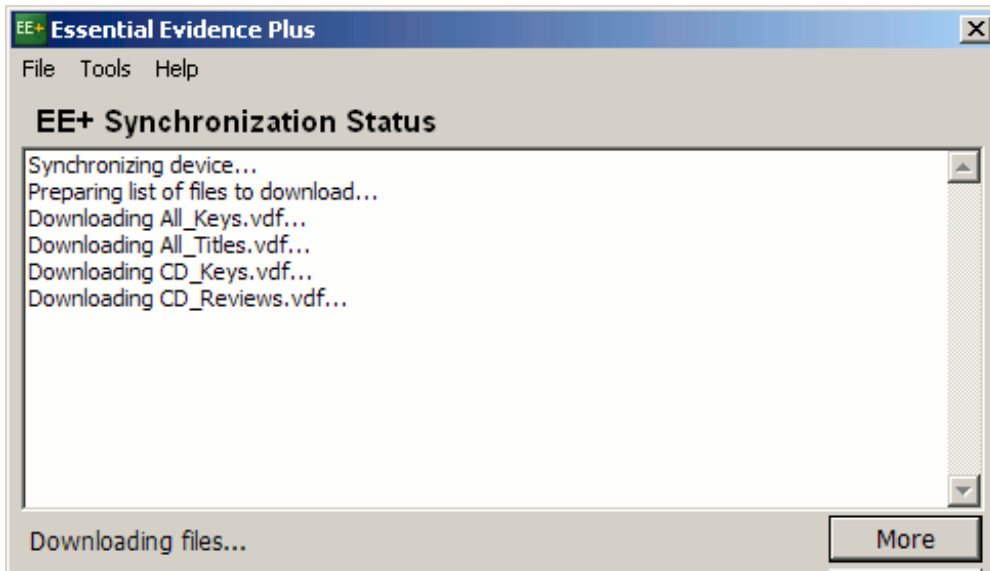 EE+ Essential Evidence Plus
File Tools Help
EE+ Synchronization Status
Synchronizing device...
Preparing list of files to download...
Downloading All_Keys.vdf...
Downloading All_Titles.vdf...
Downloading CD_Keys.vdf...
Downloading CD_Reviews.vdf...
Downloading files...
More